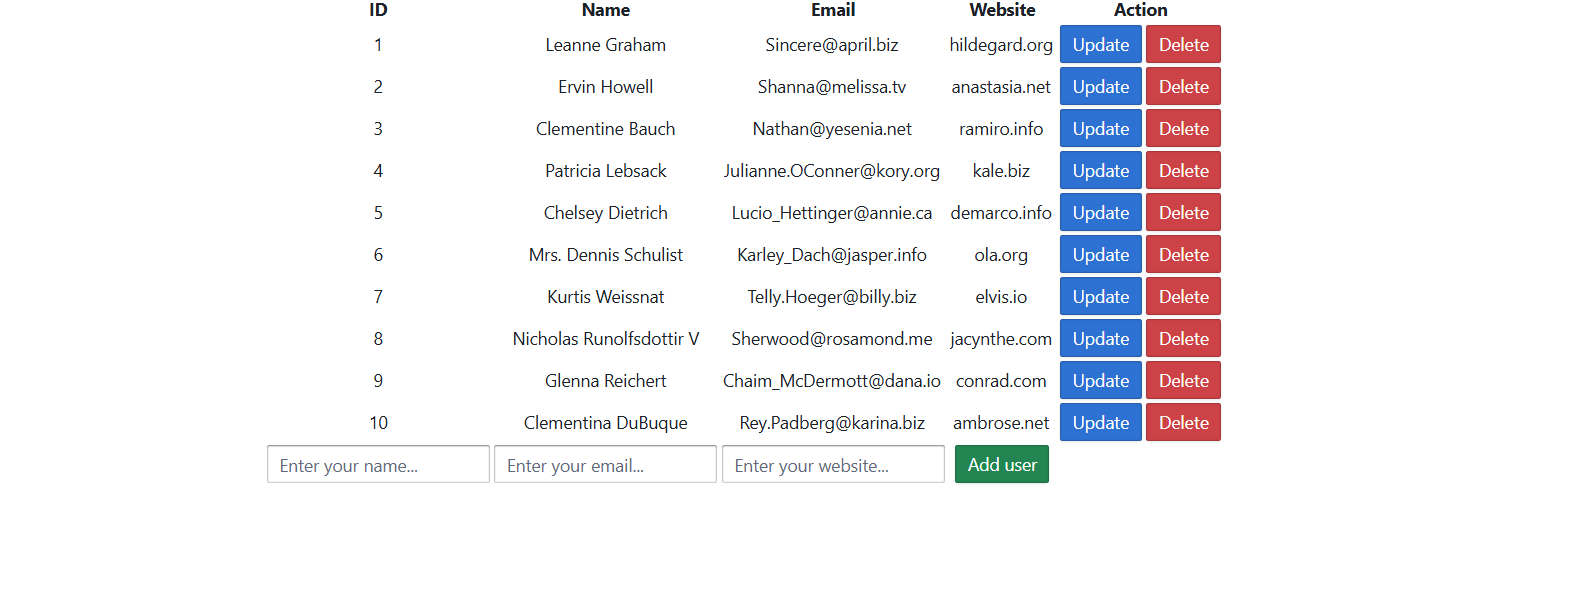 ID Name Email Website Action
1 Leanne Graham Sincere@april.biz hildegard.org Update Delete
2 Ervin Howell Shanna@melissa.tv anastasia.net Update Delete
3 Clementine Bauch Nathan@yesenia.net ramiro.info Update Delete
4 Patricia Lebsack Julianne.OConner@kory.org kale.biz Update Delete
5 Chelsey Dietrich Lucio_Hettinger@annie.ca demarco.info Update Delete
6 Mrs. Dennis Schulist Karley_Dach@jasper.info ola.org Update Delete
7 Kurtis Weissnat Telly.Hoeger@billy.biz elvis.io Update Delete
8 Nicholas Runolfsdottir V Sherwood@rosamond.me jacynthe.com Update Delete
9 Glenna Reichert Chaim_McDermott@dana.io conrad.com Update Delete
10 Clementina DuBuque Rey.Padberg@karina.biz ambrose.net Update Delete
Enter your name... Enter your email... Enter your website... Add user